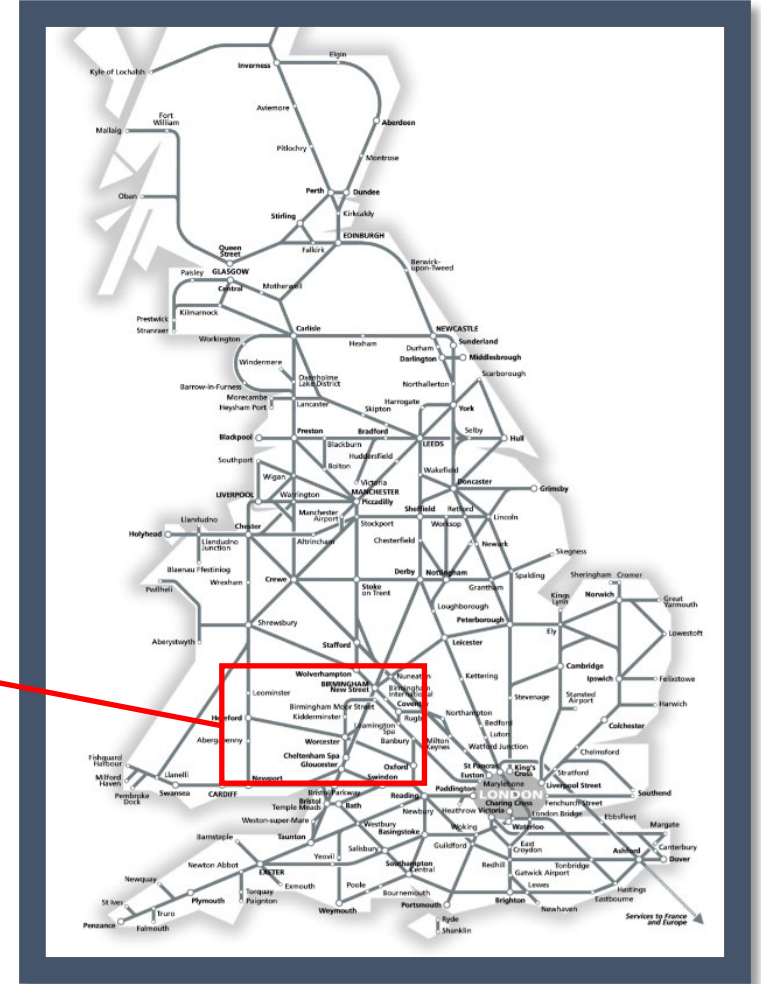 Elgin
Inverness
Kyle of Lochalsh
Aviemore
Fort
William
Aberdeen
Mallaig
Pitlochry
Montrose
Perth
Dundee
Oban
Stirling
Kirkcaldy
EDINBURGH
Queen
Street
Falkirk
Berwick-
upon-Tweed
Paisley
GLASGOW
Central
Motherwell
Kilmarnock
Prestwick
Stranraer
Carlisle
NEWCASTLE
Workington
Hexham
Sunderland
Durham
Darlington
Middlesbrough
Windermere
Oxenholme
Lake District
Scarborough
Barrow-in-Furness
Northallerton
Morecambe
Heysham Port
Lancaster
Harrogate
Skipton
York
Preston
Bradford
Selby
Blackpool
Blackburn
LEEDS
Hull
Southport
Huddersfield
Bolton
Wakefield
Wigan
Victoria
Doncaster
LIVERPOOL
Warrington
MANCHESTER
Piccadilly
Grimsby
Manchester
Airport
Sheffield
Retford
Llandudno
Chester
Stockport
Worksop
Lincoln
Holyhead
Llandudno
Junction
Altrincham
Chesterfield
Newark
Skegness
Blaenau Ffestiniog
Derby
Nottingham
Pwllheli
Wrexham
Crewe
Stoke
on Trent
Grantham
Spalding
Sheringham
Cromer
Kings
Lynn
Norwich
Great
Yarmouth
Loughborough
Shrewsbury
Peterborough
Ely
Aberystwyth
Stafford
Leicester
Lowestoft
Wolverhampton
Cambridge
BIRMINGHAM
New Street
Nuneaton
Kettering
Ipswich
Felixstowe
Leominster
Birmingham
International
Stevenage
Stansted
Airport
Birmingham Moor Street
Coventry
Harwich
Hereford
Kidderminster
Rugby
Northampton
Leamington
Spa
Bedford
Colchester
Abergavenny
Worcester
Banbury
Milton
Keynes
Luton
Cheltenham Spa
Watford Junction
Chelmsford
Fishguard
Harbour
Gloucester
Oxford
St Pancras
King's
Cross
Milford
Haven
Llanelli
Newport
Swindon
Euston
Stratford
Marylebone
Liverpool Street
Pembroke
Dock
Swansea
CARDIFF
Bristol Parkway
Reading
Paddington
LONDON
Southend
Bristol
Temple Meads
Bath
Newbury
Heathrow
Victoria
Charing Cross
Fenchurch Street
Weston-super-Mare
London Bridge
Ebbsfleet
Westbury
Basingstoke
Woking
Waterloo
Margate
Barnstaple
Taunton
Salisbury
Guildford
East
Croydon
Canterbury
Yeovil
Ashford
Newton Abbot
Southampton
Central
Redhill
Tonbridge
Dover
EXETER
Gatwick Airport
Newquay
Exmouth
Poole
Torquay
Bournemouth
Lewes
Hastings
St Ives
Plymouth
Paignton
Portsmouth
Brighton
Eastbourne
Truro
Weymouth
Newhaven
Penzance
Falmouth
Ryde
Shanklin
Services to France
and Europe